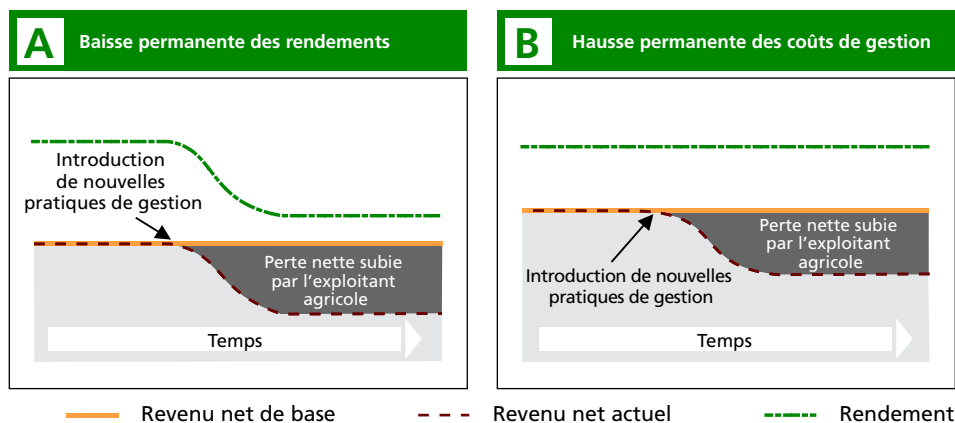 A
Baisse permanente des rendements
Introduction
de nouvelles
pratiques de gestion
Perte nette subie
par l’exploitant
agricole
Temps
B
Hausse permanente des coûts de gestion
Perte nette subie
par l’exploitant
agricole
Introduction de nouvelles
pratiques de gestion
Temps
Revenu net de base
Revenu net actuel
Rendement